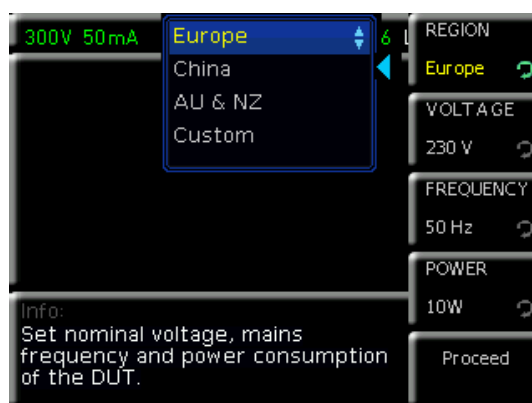 300V 50mA
6 L
Europe
China
AU & NZ
Custom
REGION
Europe
VOLTAGE
230 V
FREQUENCY
50 Hz
POWER
10W
Proceed
Info:
Set nominal voltage, mains
frequency and power consumption
of the DUT.